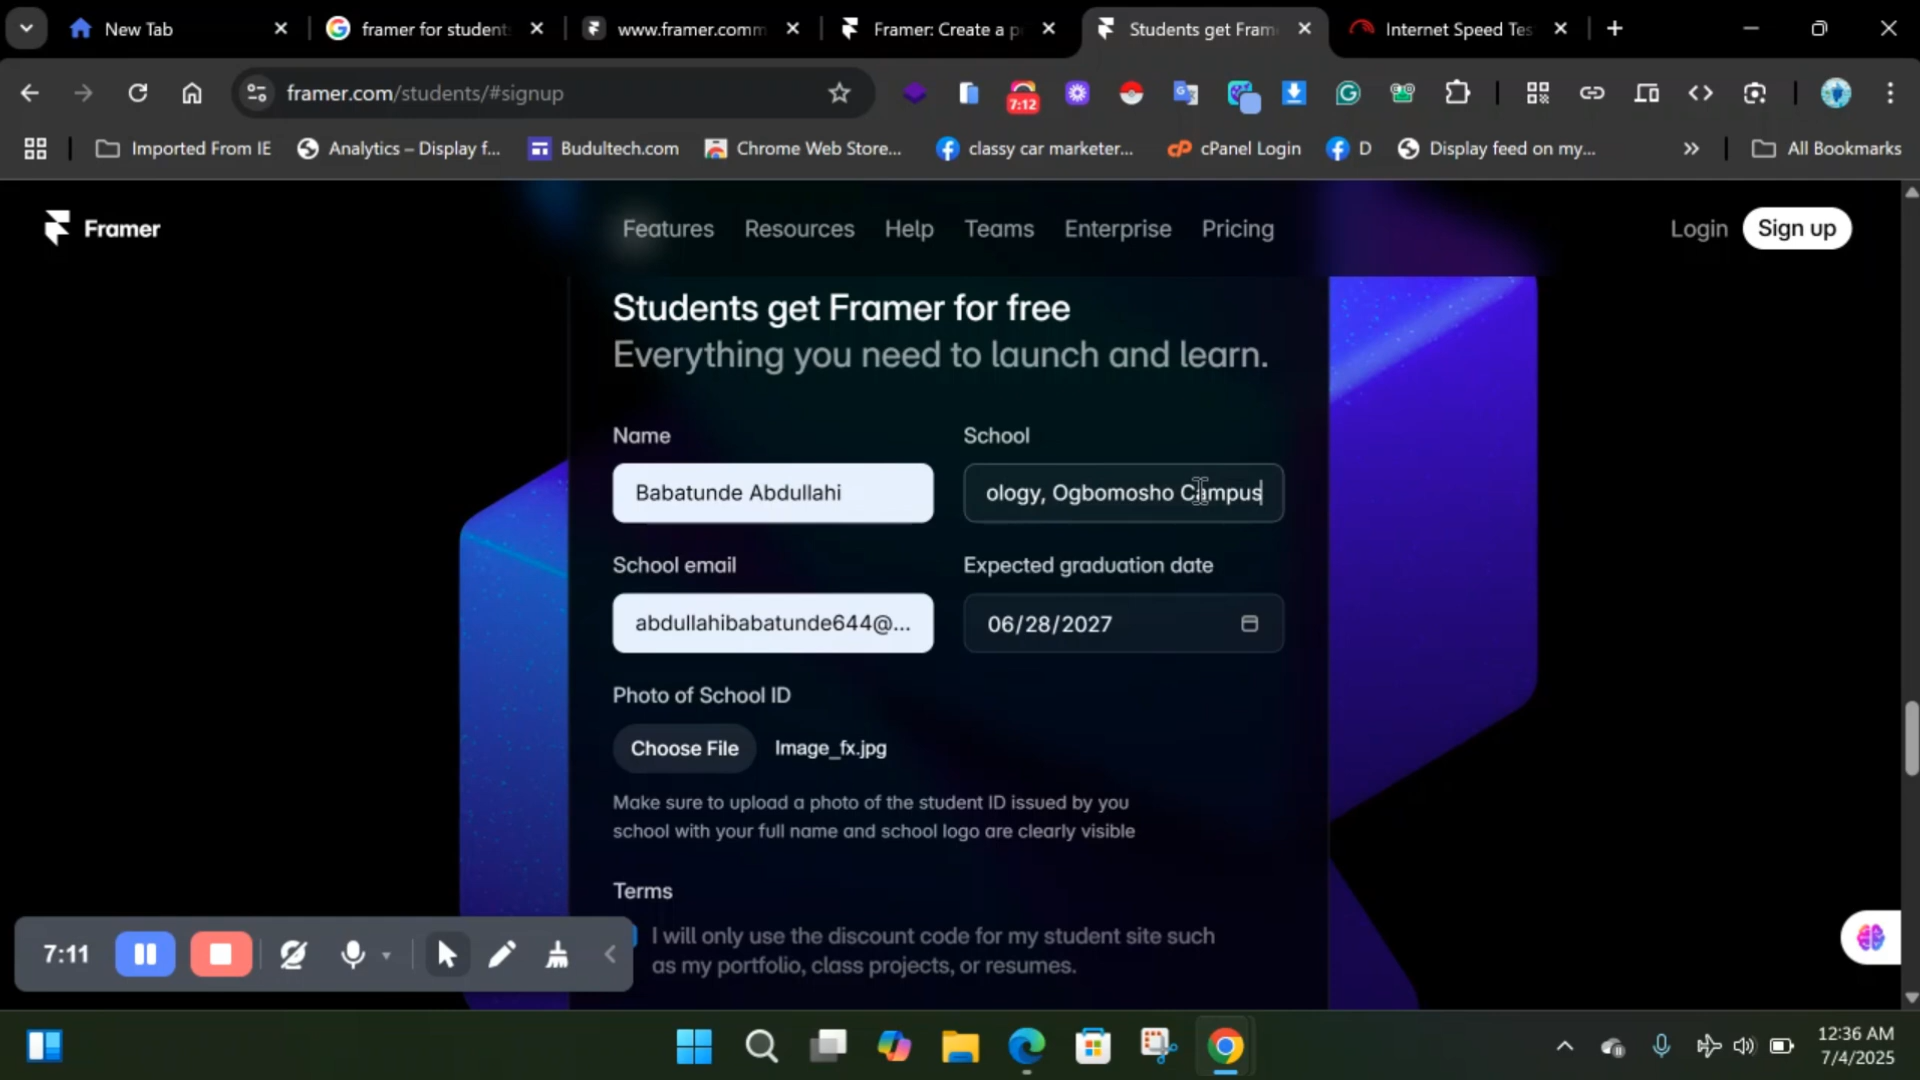 New Tab
framer for student
www.framer.comm
Framer: Create a p
Students get Fram
Internet Speed Tes
framer.com/students/#signup
7:12
Imported From IE
Analytics – Display f...
Budultech.com
Chrome Web Store...
classy car marketer...
cP cPanel Login
D
Display feed on my...
All Bookmarks
Framer
Features
Resources
Help
Teams
Enterprise
Pricing
Login
Sign up
Students get Framer for free
Everything you need to launch and learn.
Name
School
Babatunde Abdullahi
ology, Ogbomosho Campus
School email
Expected graduation date
abdullahibabatunde644@...
06/28/2027
Photo of School ID
Choose File
Image_fx.jpg
Make sure to upload a photo of the student ID issued by you
school with your full name and school logo are clearly visible
Terms
I will only use the discount code for my student site such
as my portfolio, class projects, or resumes.
7:11
12:36 AM
7/4/2025